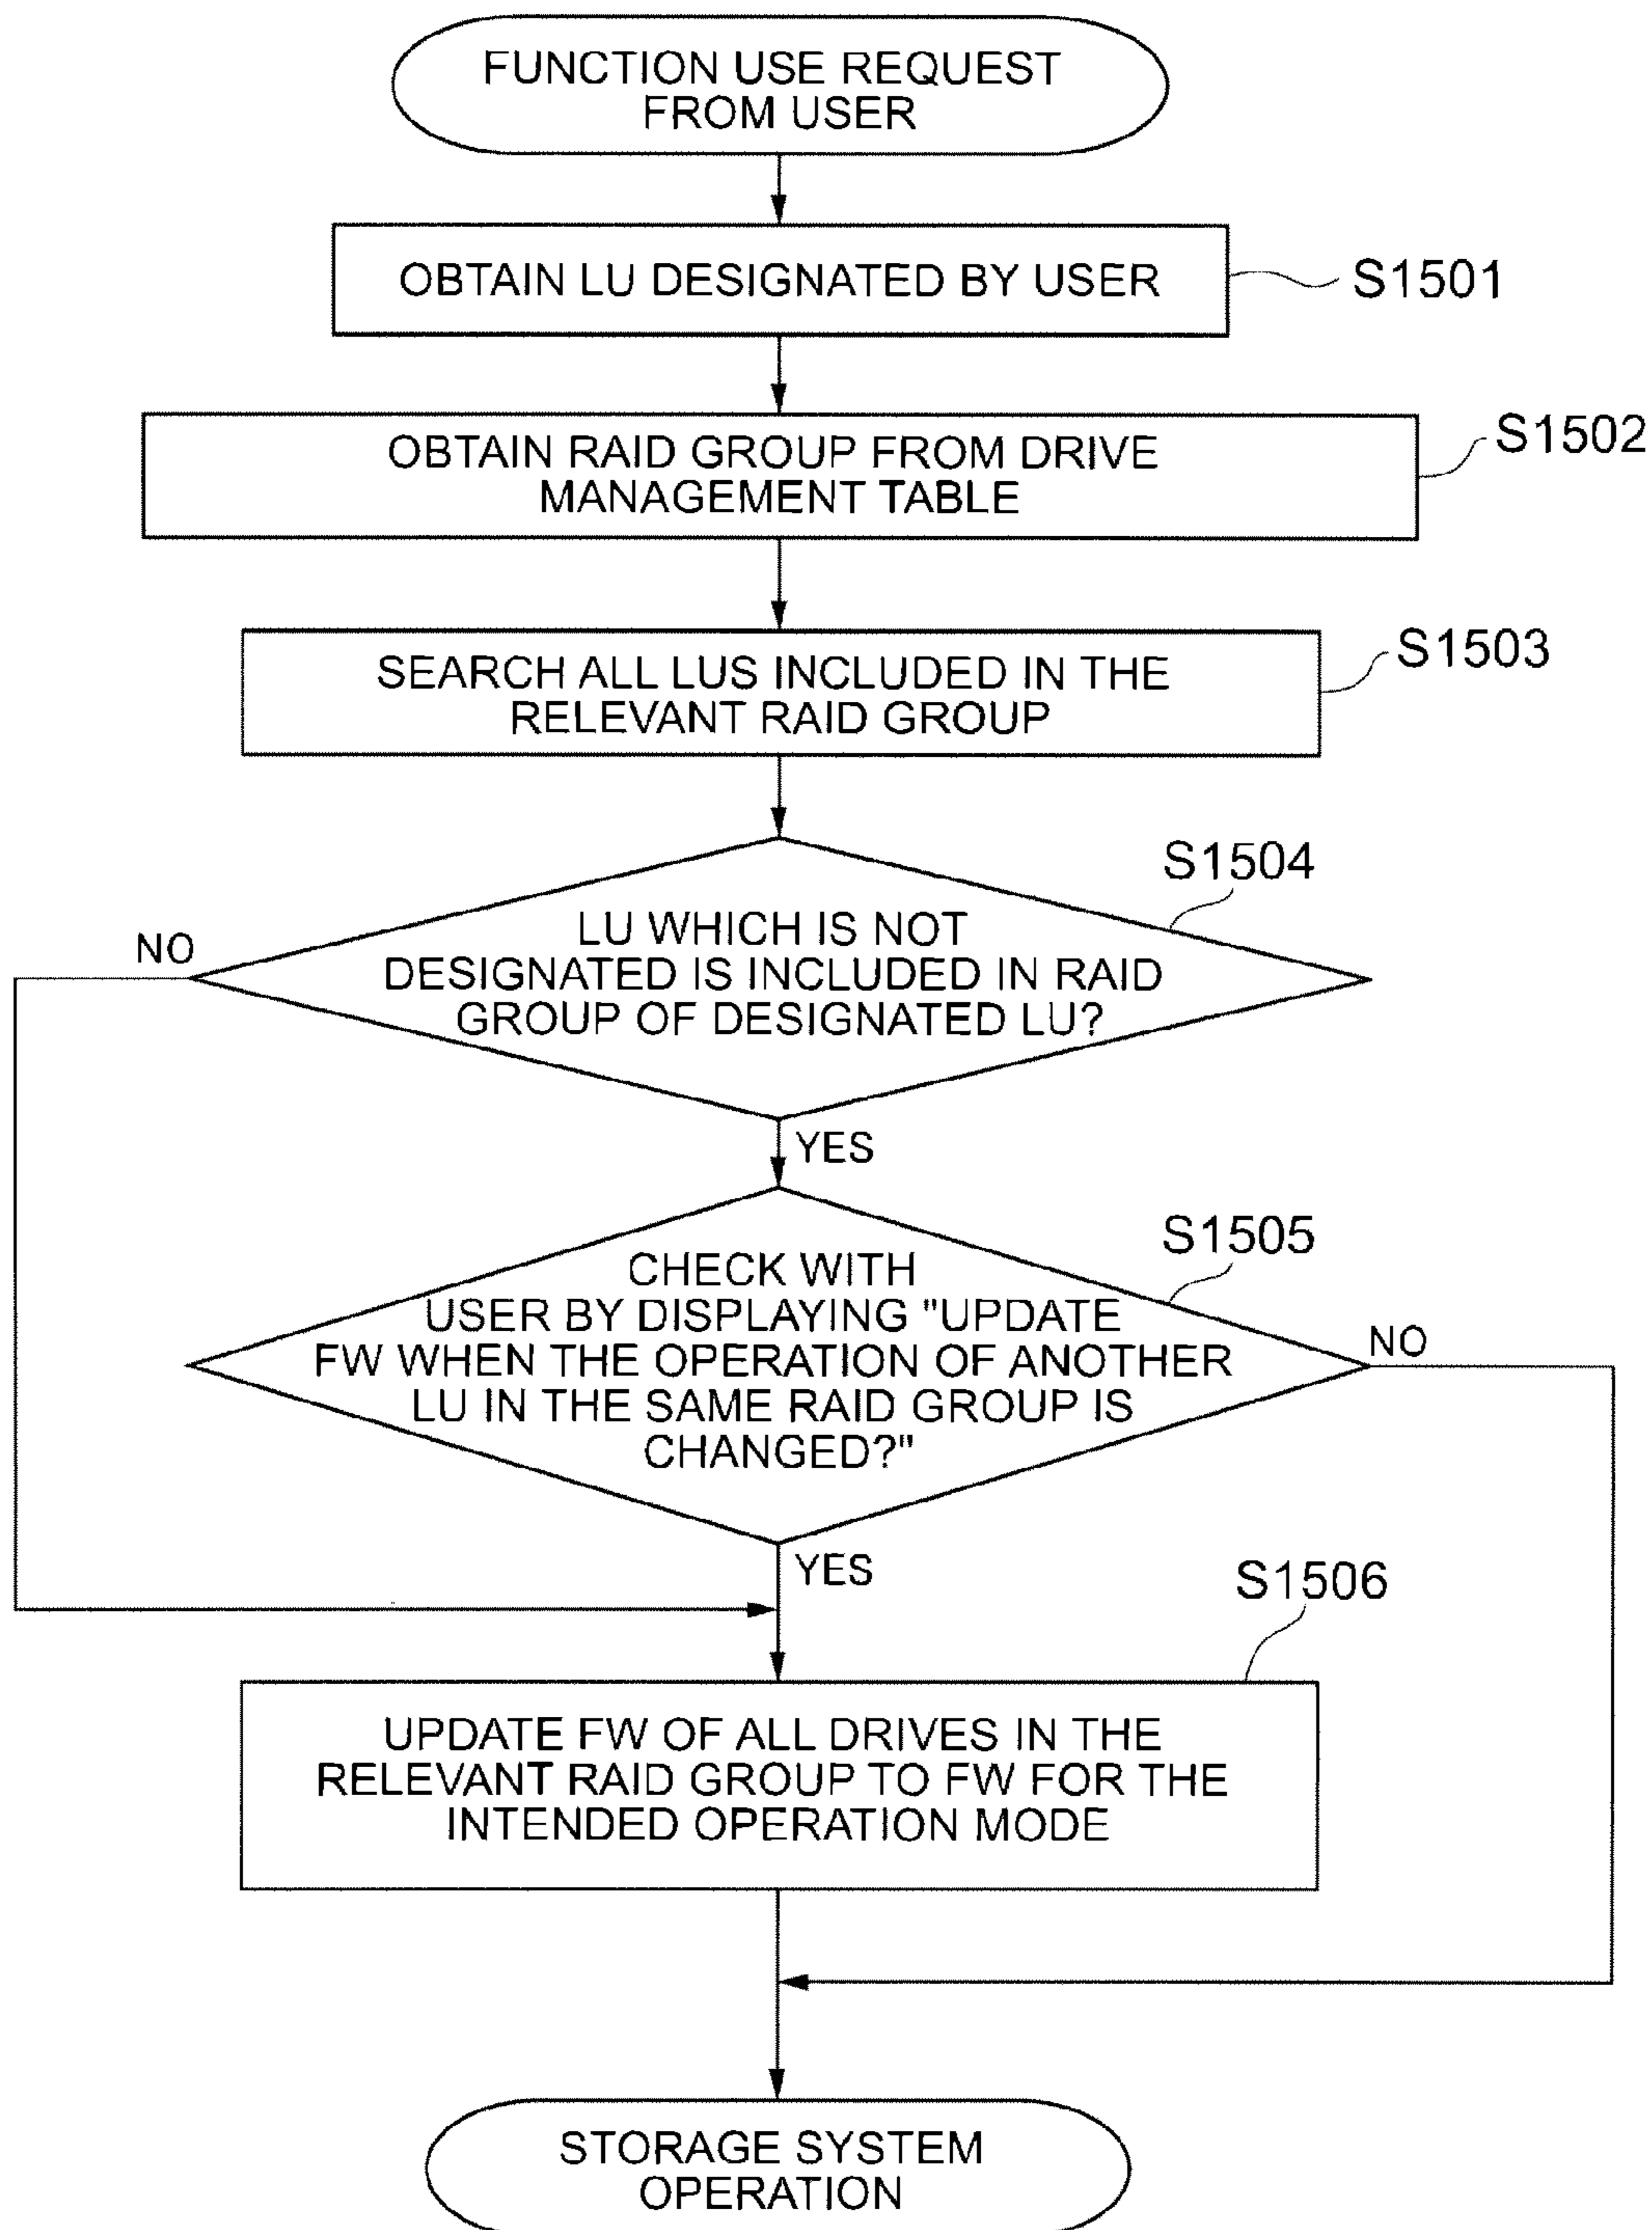 FUNCTION USE REQUEST
FROM USER
OBTAIN LU DESIGNATED BY USER
S1501
OBTAIN RAID GROUP FROM DRIVE
MANAGEMENT TABLE
S1502
SEARCH ALL LUS INCLUDED IN THE
RELEVANT RAID GROUP
S1503
S1504
LU WHICH IS NOT
DESIGNATED IS INCLUDED IN RAID
GROUP OF DESIGNATED LU?
NO
YES
S1505
CHECK WITH
USER BY DISPLAYING "UPDATE
FW WHEN THE OPERATION OF ANOTHER
LU IN THE SAME RAID GROUP IS
CHANGED?"
NO
YES
S1506
UPDATE FW OF ALL DRIVES IN THE
RELEVANT RAID GROUP TO FW FOR THE
INTENDED OPERATION MODE
STORAGE SYSTEM
OPERATION